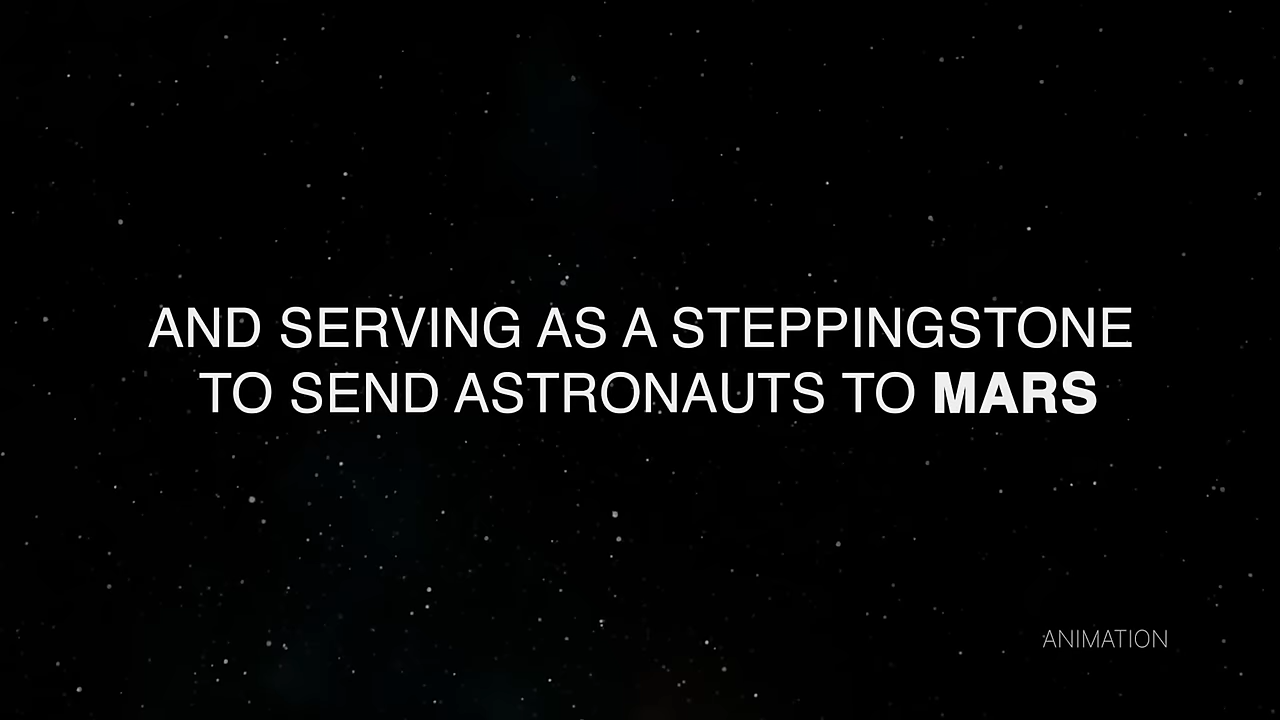 AND SERVING AS A STEPPINGSTONE
TO SEND ASTRONAUTS TO MARS
ANIMATION